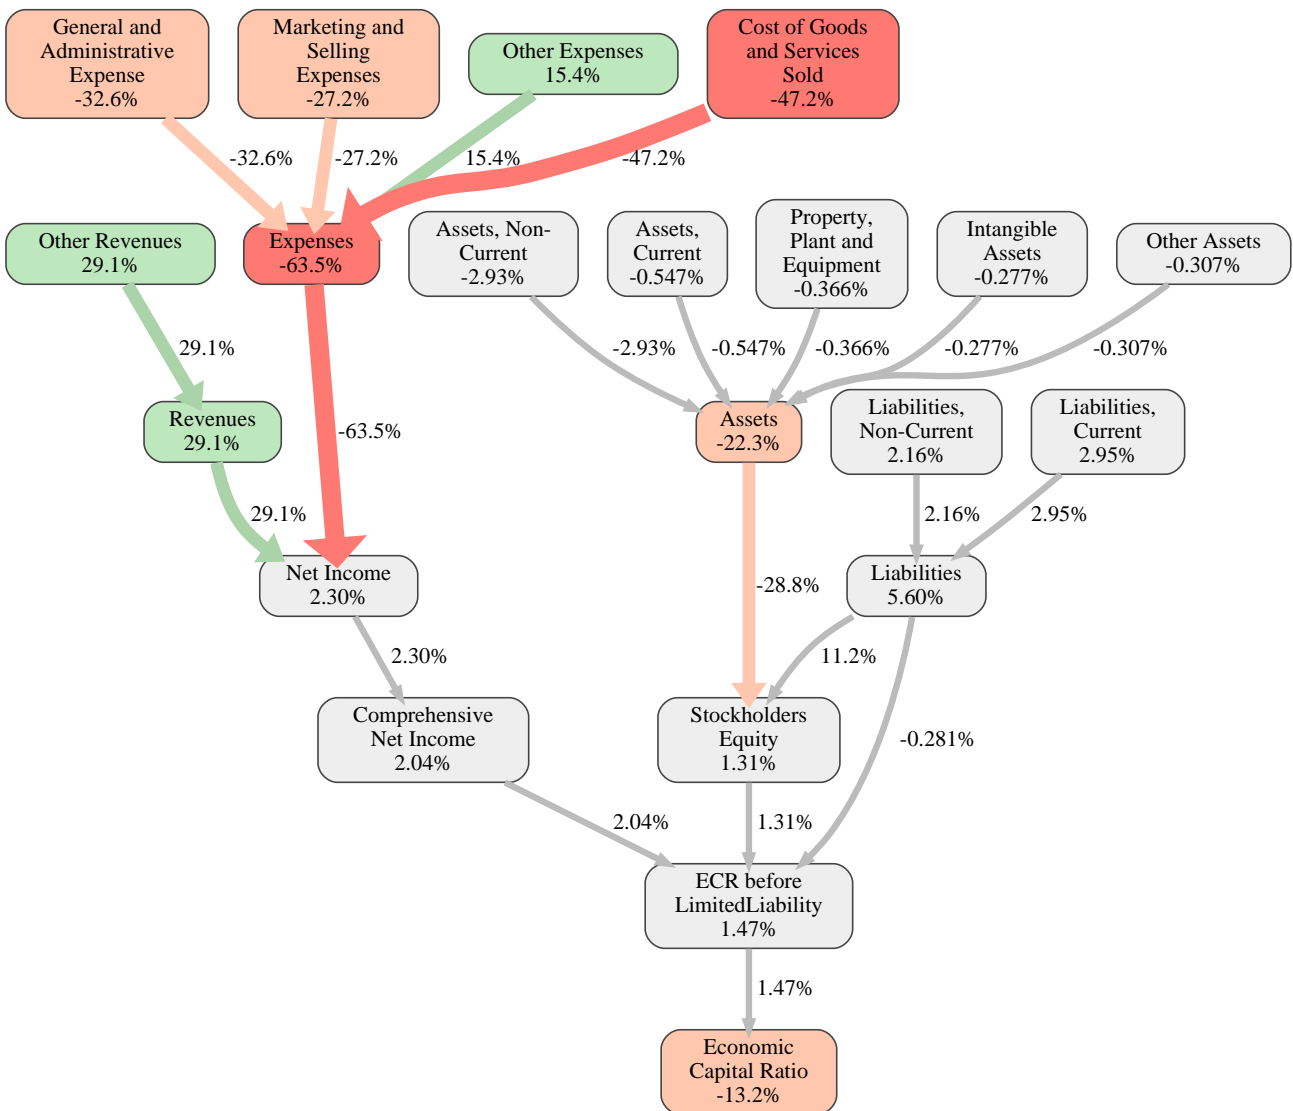 General and
Administrative
Expense
-32.6%
Marketing and
Selling
Expenses
-27.2%
Other Expenses
15.4%
Cost of Goods
and Services
Sold
-47.2%
-32.6%
-27.2%
15.4%
-47.2%
Other Revenues
29.1%
Expenses
-63.5%
Assets, Non-
Current
-2.93%
Assets,
Current
-0.547%
Property,
Plant and
Equipment
-0.366%
Intangible
Assets
-0.277%
Other Assets
-0.307%
29.1%
-2.93%
-0.547%
-0.366%
-0.277%
-0.307%
Revenues
29.1%
-63.5%
Assets
-22.3%
Liabilities,
Non-Current
2.16%
Liabilities,
Current
2.95%
29.1%
2.16%
2.95%
Net Income
2.30%
-28.8%
Liabilities
5.60%
2.30%
11.2%
Comprehensive
Net Income
2.04%
Stockholders
Equity
1.31%
-0.281%
2.04%
1.31%
ECR before
LimitedLiability
1.47%
1.47%
Economic
Capital Ratio
-13.2%